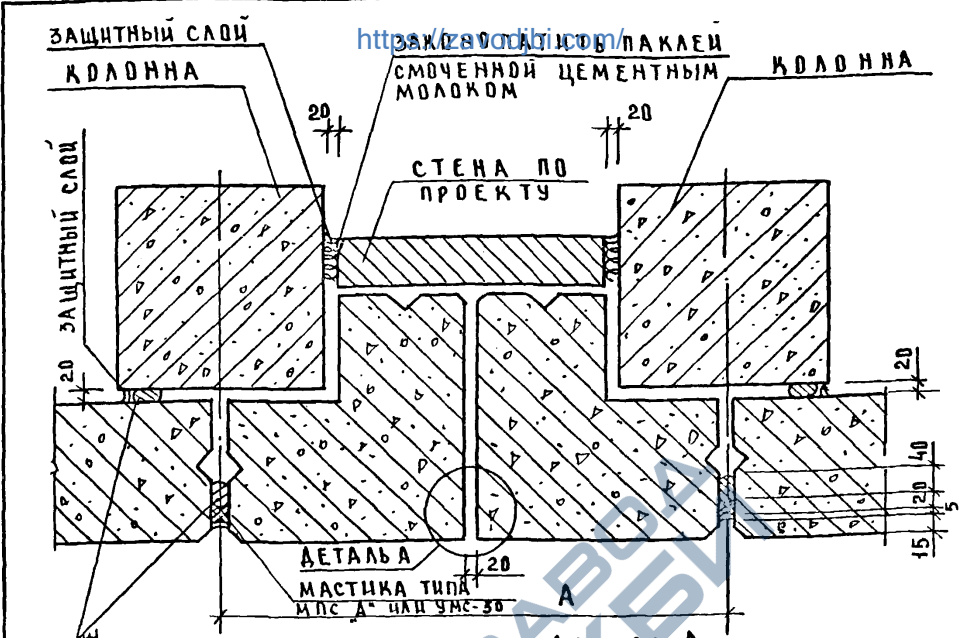 ЗАЩИТНЫЙ СЛОЙ
https://zavodjbi.com/
ЗАКОНОПАТИТЬ ПАКЛЕЙ
СМОЧЕННОЙ ЦЕМЕНТНЫМ
МОЛОКОМ
КОЛОННА
КОЛОННА
20
20
СТЕНА ПО
ПРОЕКТУ
ЗАЩИТНЫЙ СЛОЙ
20
20
40
20
5
15
ДЕТАЛЬ А
20
МАСТИКА ТИПА
МПС "А" ИЛИ УМС-50
А